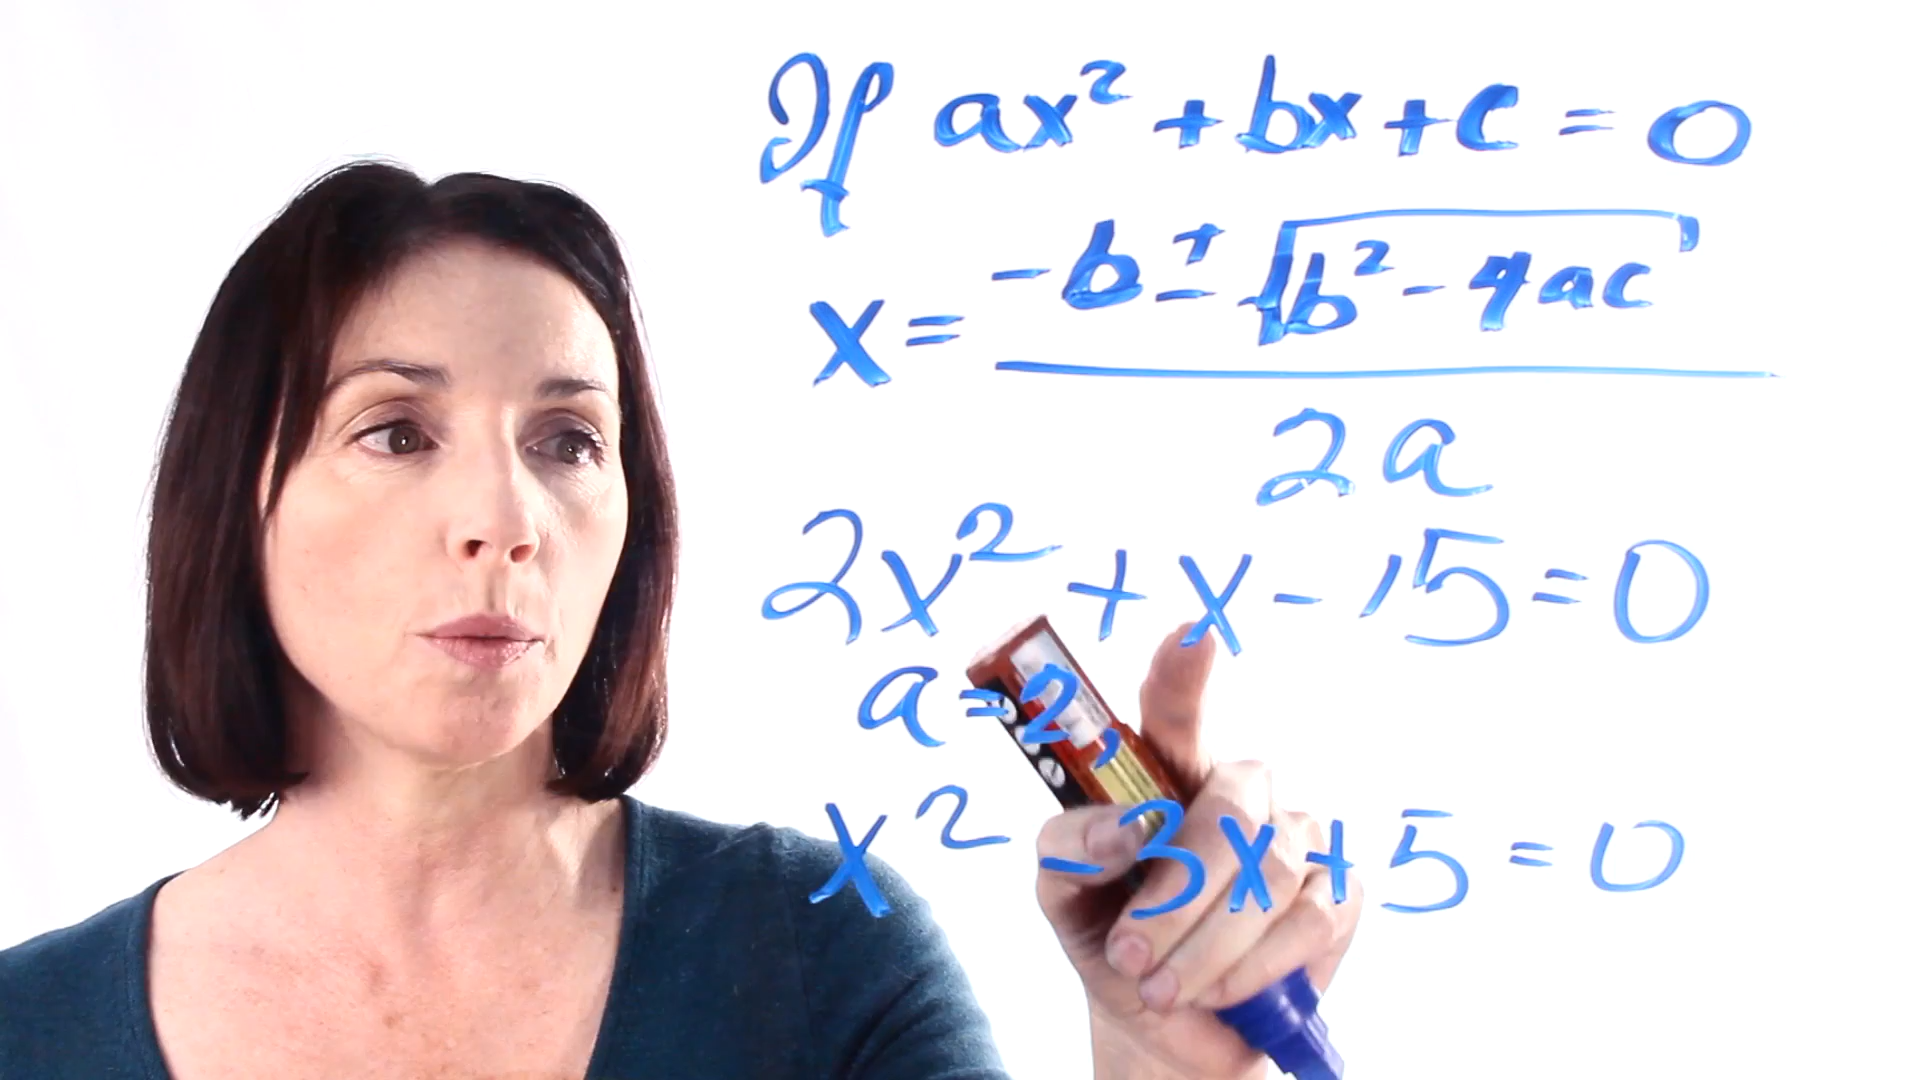 If ax² + bx + c = 0
x = -b ± √b² - 4ac
2a
2x² + x - 15 = 0
a = 2,
x² - 3x + 5 = 0